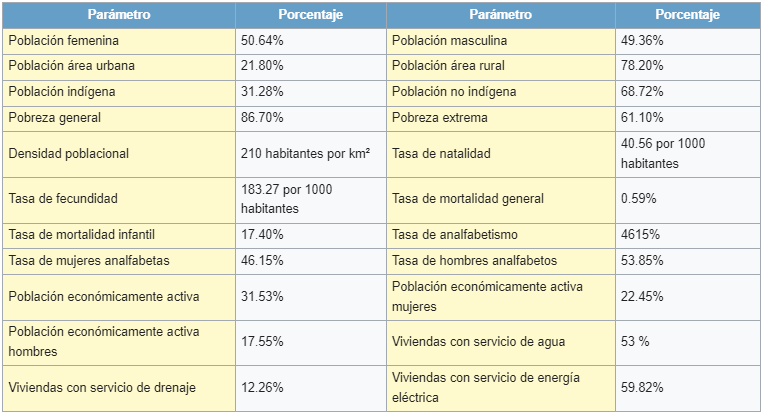 Parámetro Porcentaje Parámetro Porcentaje
Población femenina 50.64% Población masculina 49.36%
Población área urbana 21.80% Población área rural 78.20%
Población indígena 31.28% Población no indígena 68.72%
Pobreza general 86.70% Pobreza extrema 61.10%
Densidad poblacional 210 habitantes por km² Tasa de natalidad 40.56 por 1000
habitantes
Tasa de fecundidad 183.27 por 1000
habitantes Tasa de mortalidad general 0.59%
Tasa de mortalidad infantil 17.40% Tasa de analfabetismo 4615%
Tasa de mujeres analfabetas 46.15% Tasa de hombres analfabetos 53.85%
Población económicamente activa 31.53% Población económicamente activa
mujeres 22.45%
Población económicamente activa
hombres 17.55% Viviendas con servicio de agua 53 %
Viviendas con servicio de drenaje 12.26% Viviendas con servicio de energía
eléctrica 59.82%